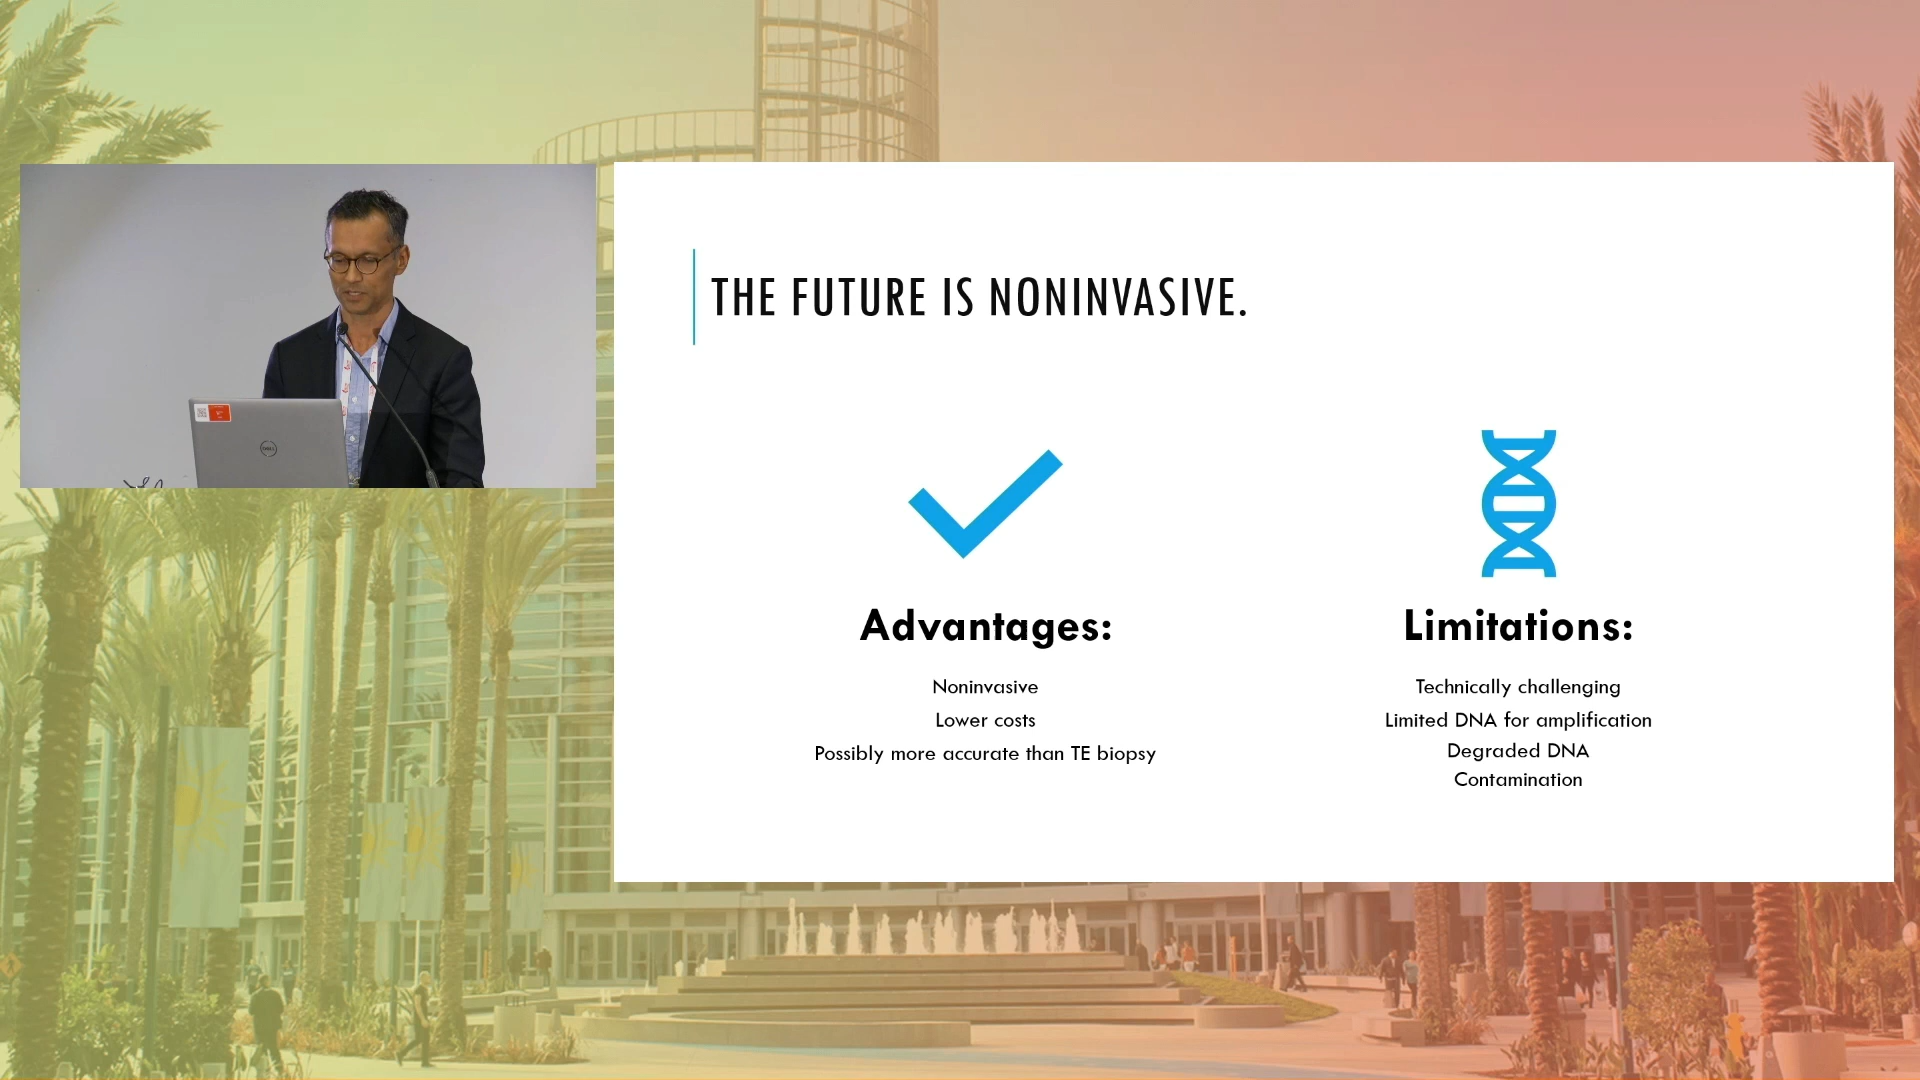 THE FUTURE IS NONINVASIVE.
Advantages:
Noninvasive
Lower costs
Possibly more accurate than TE biopsy
Limitations:
Technically challenging
Limited DNA for amplification
Degraded DNA
Contamination
DELL